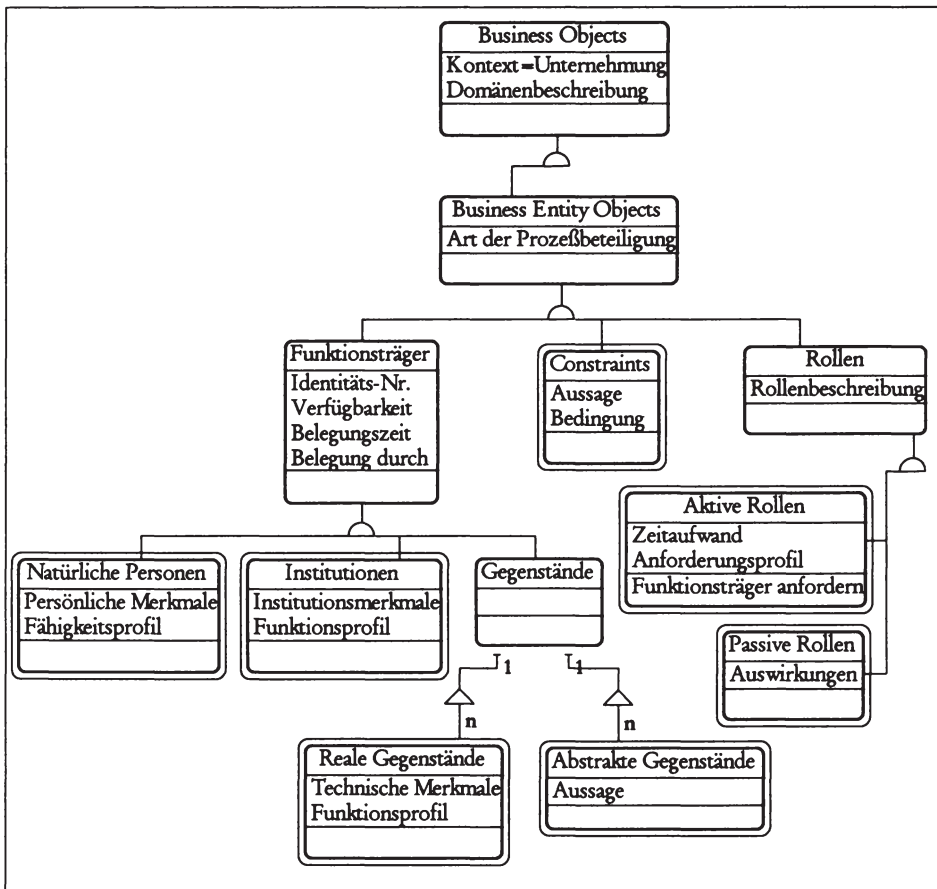 Business Objects
Kontext=Unternehmung
Domänenbeschreibung
Business Entity Objects
Art der Prozeßbeteiligung
Funktionsträger
Identitäts-Nr.
Verfügbarkeit
Belegungszeit
Belegung durch
Constraints
Aussage
Bedingung
Rollen
Rollenbeschreibung
Aktive Rollen
Zeitaufwand
Anforderungsprofil
Funktionsträger anfordern
Natürliche Personen
Persönliche Merkmale
Fähigkeitsprofil
Institutionen
Institutionsmerkmale
Funktionsprofil
Gegenstände
Passive Rollen
Auswirkungen
1
1
n
n
Reale Gegenstände
Technische Merkmale
Funktionsprofil
Abstrakte Gegenstände
Aussage